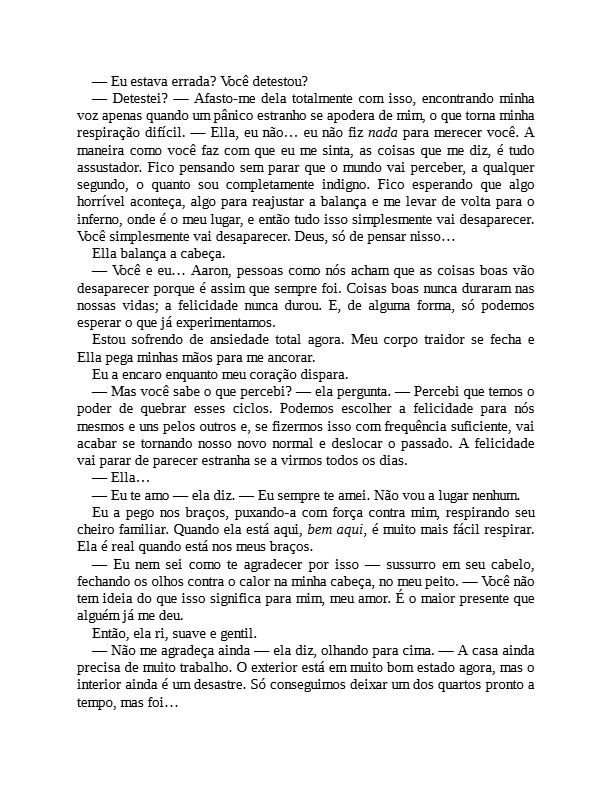 — Eu estava errada? Você detestou?
— Detestei? — Afasto-me dela totalmente com isso, encontrando minha
voz apenas quando um pânico estranho se apodera de mim, o que torna minha
respiração difícil. — Ella, eu não… eu não fiz nada para merecer você. A
maneira como você faz com que eu me sinta, as coisas que me diz, é tudo
assustador. Fico pensando sem parar que o mundo vai perceber, a qualquer
segundo, o quanto sou completamente indigno. Fico esperando que algo
horrível aconteça, algo para reajustar a balança e me levar de volta para o
inferno, onde é o meu lugar, e então tudo isso simplesmente vai desaparecer.
Você simplesmente vai desaparecer. Deus, só de pensar nisso…
Ella balança a cabeça.
— Você e eu… Aaron, pessoas como nós acham que as coisas boas vão
desaparecer porque é assim que sempre foi. Coisas boas nunca duraram nas
nossas vidas; a felicidade nunca durou. E, de alguma forma, só podemos
esperar o que já experimentamos.
Estou sofrendo de ansiedade total agora. Meu corpo traidor se fecha e
Ella pega minhas mãos para me ancorar.
Eu a encaro enquanto meu coração dispara.
— Mas você sabe o que percebi? — ela pergunta. — Percebi que temos o
poder de quebrar esses ciclos. Podemos escolher a felicidade para nós
mesmos e uns pelos outros e, se fizermos isso com frequência suficiente, vai
acabar se tornando nosso novo normal e deslocar o passado. A felicidade
vai parar de parecer estranha se a virmos todos os dias.
— Ella…
— Eu te amo — ela diz. — Eu sempre te amei. Não vou a lugar nenhum.
Eu a pego nos braços, puxando-a com força contra mim, respirando seu
cheiro familiar. Quando ela está aqui, bem aqui, é muito mais fácil respirar.
Ela é real quando está nos meus braços.
— Eu nem sei como te agradecer por isso — sussurro em seu cabelo,
fechando os olhos contra o calor na minha cabeça, no meu peito. — Você não
tem ideia do que isso significa para mim, meu amor. É o maior presente que
alguém já me deu.
Então, ela ri, suave e gentil.
— Não me agradeça ainda — ela diz, olhando para cima. — A casa ainda
precisa de muito trabalho. O exterior está em muito bom estado agora, mas o
interior ainda é um desastre. Só conseguimos deixar um dos quartos pronto a
tempo, mas foi…